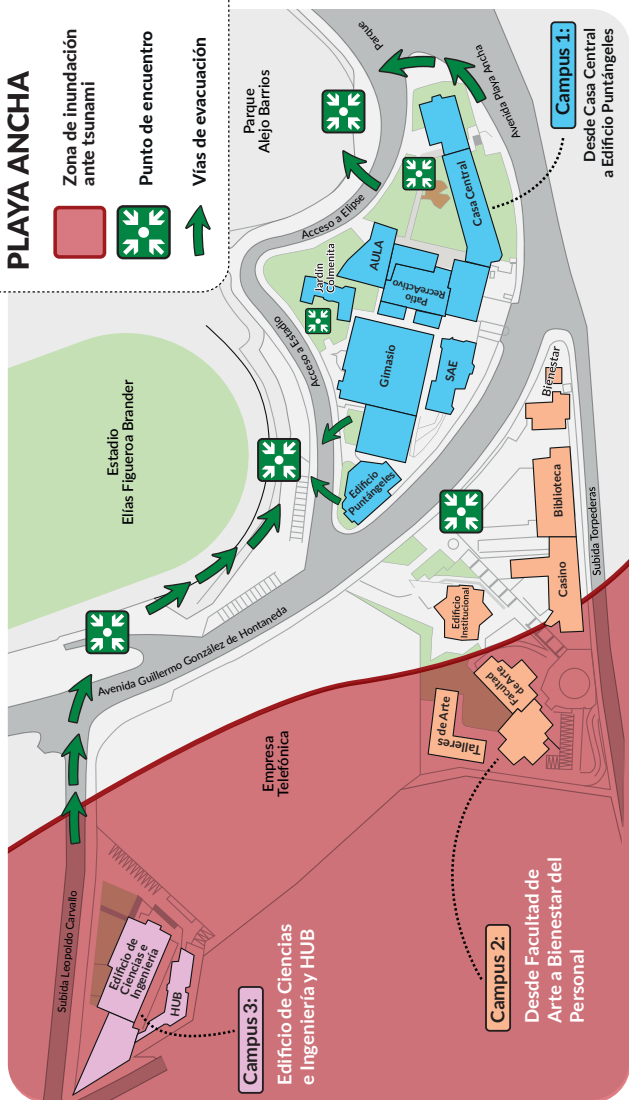 PLAYA ANCHA
Zona de inundación
ante tsunami
Punto de encuentro
Vías de evacuación
Estadio
Elías Figueroa Brander
Parque
Alejo Barrios
Parque
Avenida Playa Ancha
Acceso a Elipse
Acceso a Estadio
Jardín
Colmenita
AULA
Patio
RecreActivo
Casa Central
Gimasio
SAE
Edificio
Puntángeles
Campus 1:
Desde Casa Central
a Edificio Puntángeles
Subida Leopoldo Carvallo
Avenida Guillermo González de Hontaneda
Empresa
Telefónica
Edificio de
Ciencias e
Ingeniería
HUB
Campus 3:
Edificio de Ciencias
e Ingeniería y HUB
Edificio
Institucional
Talleres
de Arte
Facultad
de Arte
Casino
Biblioteca
Bienestar
Subida Torpederas
Campus 2:
Desde Facultad de
Arte a Bienestar del
Personal